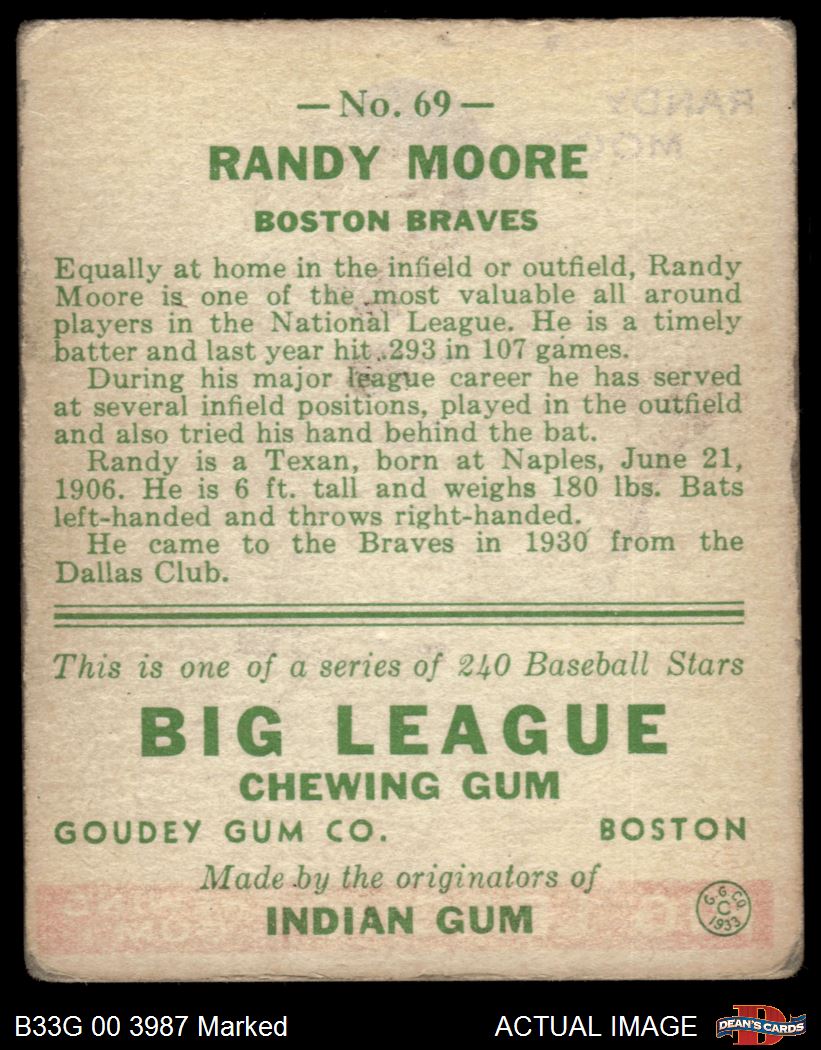 — No. 69 —
RANDY MOORE
BOSTON BRAVES
Equally at home in the infield or outfield, Randy
Moore is one of the most valuable all around
players in the National League. He is a timely
batter and last year hit .293 in 107 games.
During his major league career he has served
at several infield positions, played in the outfield
and also tried his hand behind the bat.
Randy is a Texan, born at Naples, June 21,
1906. He is 6 ft. tall and weighs 180 lbs. Bats
left-handed and throws right-handed.
He came to the Braves in 1930 from the
Dallas Club.
This is one of a series of 240 Baseball Stars
BIG LEAGUE
CHEWING GUM
GOUDEY GUM CO. BOSTON
Made by the originators of
INDIAN GUM
G. G. CO.
C
1933
RANDY
MOO
B33G 00 3987 Marked
ACTUAL IMAGE
D
DEAN'S CARDS